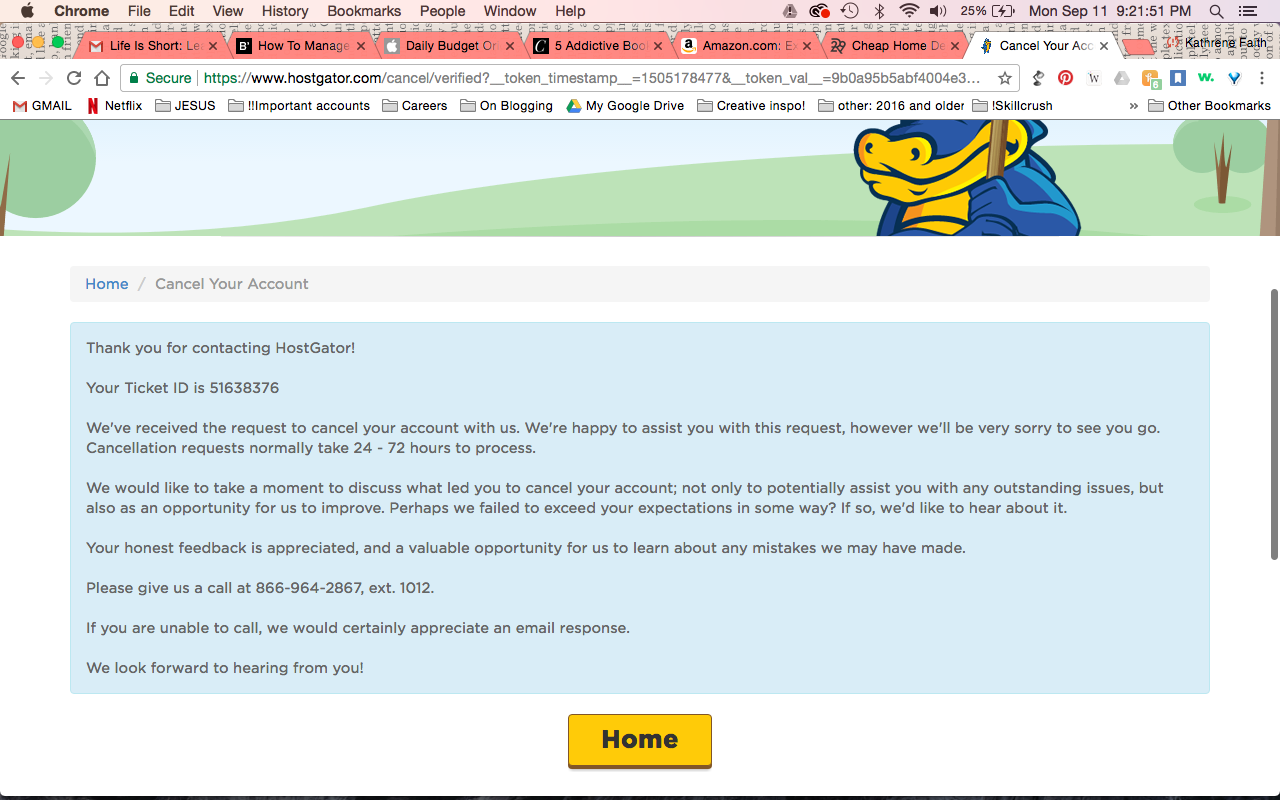 Chrome File Edit View History Bookmarks People Window Help 25% Mon Sep 11 9:21:51 PM
Life Is Short: Le How To Manage Daily Budget Ori 5 Addictive Boo Amazon.com: Ex Cheap Home De Cancel Your Acc Kathrene Faith
Secure https://www.hostgator.com/cancel/verified?__token_timestamp__=1505178477&__token_val__=9b0a95b5abf4004e3...
GMAIL Netflix JESUS !!Important accounts Careers On Blogging My Google Drive Creative inspo! other: 2016 and older !Skillcrush » Other Bookmarks
Home / Cancel Your Account
Thank you for contacting HostGator!
Your Ticket ID is 51638376
We've received the request to cancel your account with us. We're happy to assist you with this request, however we'll be very sorry to see you go.
Cancellation requests normally take 24 - 72 hours to process.
We would like to take a moment to discuss what led you to cancel your account; not only to potentially assist you with any outstanding issues, but
also as an opportunity for us to improve. Perhaps we failed to exceed your expectations in some way? If so, we'd like to hear about it.
Your honest feedback is appreciated, and a valuable opportunity for us to learn about any mistakes we may have made.
Please give us a call at 866-964-2867, ext. 1012.
If you are unable to call, we would certainly appreciate an email response.
We look forward to hearing from you!
Home